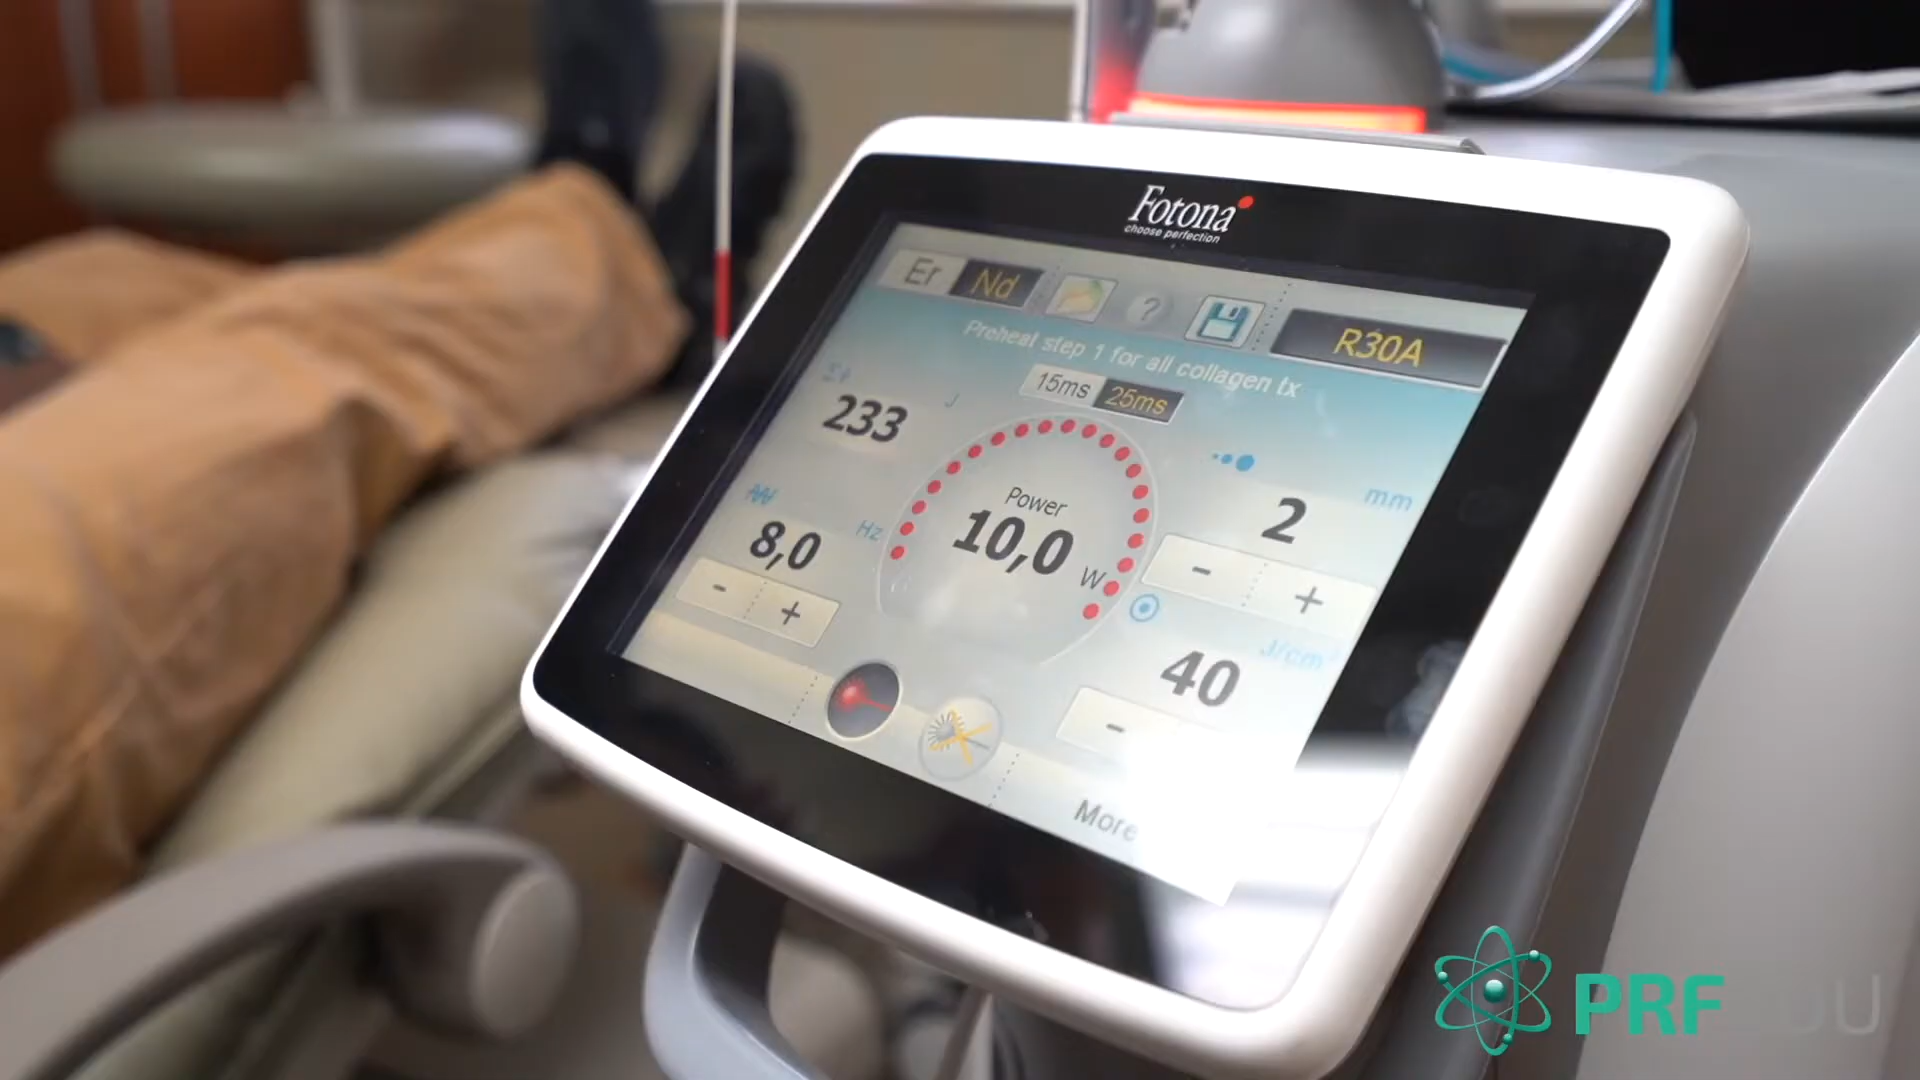 Fotona
choose perfection
Er Nd ? R30A
Preheat step 1 for all collagen tx
15ms 25ms
233 J
2 mm
Power
10,0 W
8,0 Hz
- +
- +
40 J/cm
-
More
PRF